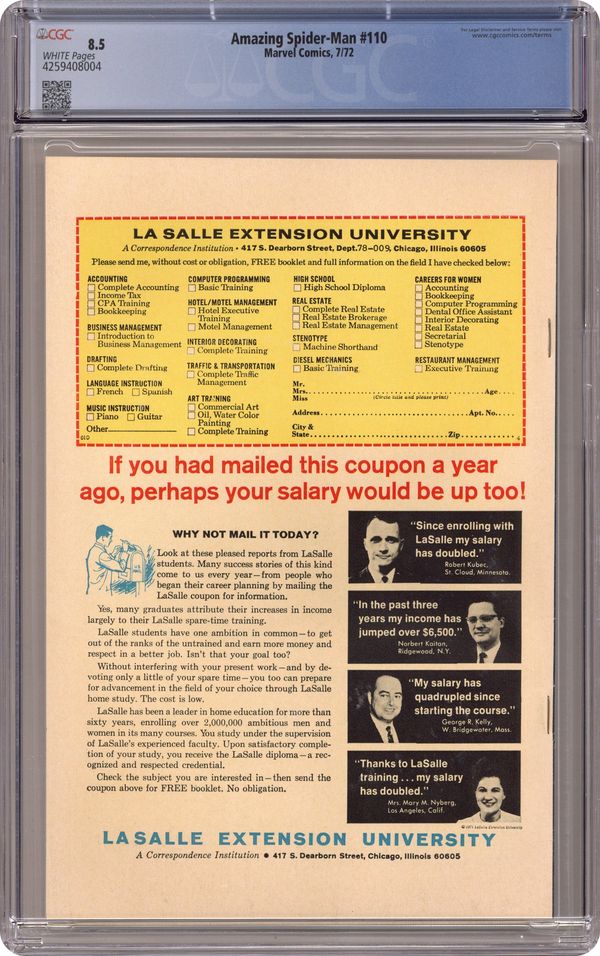 CGC
8.5
WHITE Pages
4259408004
Amazing Spider-Man #110
Marvel Comics, 7/72
For Legal Disclaimer and Service Terms please visit
www.cgccomics.com/terms
CGC
LA SALLE EXTENSION UNIVERSITY
A Correspondence Institution • 417 S. Dearborn Street, Dept.78-009, Chicago, Illinois 60605
Please send me, without cost or obligation, FREE booklet and full information on the field I have checked below:
ACCOUNTING
Complete Accounting
Income Tax
CPA Training
Bookkeeping
BUSINESS MANAGEMENT
Introduction to
Business Management
DRAFTING
Complete Drafting
LANGUAGE INSTRUCTION
French Spanish
MUSIC INSTRUCTION
Piano Guitar
Other
010
COMPUTER PROGRAMMING
Basic Training
HOTEL/MOTEL MANAGEMENT
Hotel Executive
Training
Motel Management
INTERIOR DECORATING
Complete Training
TRAFFIC & TRANSPORTATION
Complete Traffic
Management
ART TRAINING
Commercial Art
Oil, Water Color
Painting
Complete Training
HIGH SCHOOL
High School Diploma
REAL ESTATE
Complete Real Estate
Real Estate Brokerage
Real Estate Management
STENOTYPE
Machine Shorthand
DIESEL MECHANICS
Basic Training
CAREERS FOR WOMEN
Accounting
Bookkeeping
Computer Programming
Dental Office Assistant
Interior Decorating
Real Estate
Secretarial
Stenotype
RESTAURANT MANAGEMENT
Executive Training
Mr.
Mrs. Age
Miss (Circle title and please print)
Address Apt. No.
City &
State Zip
4
If you had mailed this coupon a year
ago, perhaps your salary would be up too!
WHY NOT MAIL IT TODAY?
Look at these pleased reports from LaSalle
students. Many success stories of this kind
come to us every year—from people who
began their career planning by mailing the
LaSalle coupon for information.
Yes, many graduates attribute their increases in income
largely to their LaSalle spare-time training.
LaSalle students have one ambition in common—to get
out of the ranks of the untrained and earn more money and
respect in a better job. Isn't that your goal too?
Without interfering with your present work—and by de-
voting only a little of your spare time—you too can prepare
for advancement in the field of your choice through LaSalle
home study. The cost is low.
LaSalle has been a leader in home education for more than
sixty years, enrolling over 2,000,000 ambitious men and
women in its many courses. You study under the supervision
of LaSalle's experienced faculty. Upon satisfactory comple-
tion of your study, you receive the LaSalle diploma—a rec-
ognized and respected credential.
Check the subject you are interested in—then send the
coupon above for FREE booklet. No obligation.
"Since enrolling with
LaSalle my salary
has doubled."
Robert Kubec,
St. Cloud, Minnesota.
"In the past three
years my income has
jumped over $6,500."
Norbert Kaitan,
Ridgewood, N.Y.
"My salary has
quadrupled since
starting the course."
George R. Kelly,
W. Bridgewater, Mass.
"Thanks to LaSalle
training . . . my salary
has doubled."
Mrs. Mary M. Nyberg,
Los Angeles, Calif.
© 1971 LaSalle Extension University
LASALLE EXTENSION UNIVERSITY
A Correspondence Institution • 417 S. Dearborn Street, Chicago, Illinois 60605